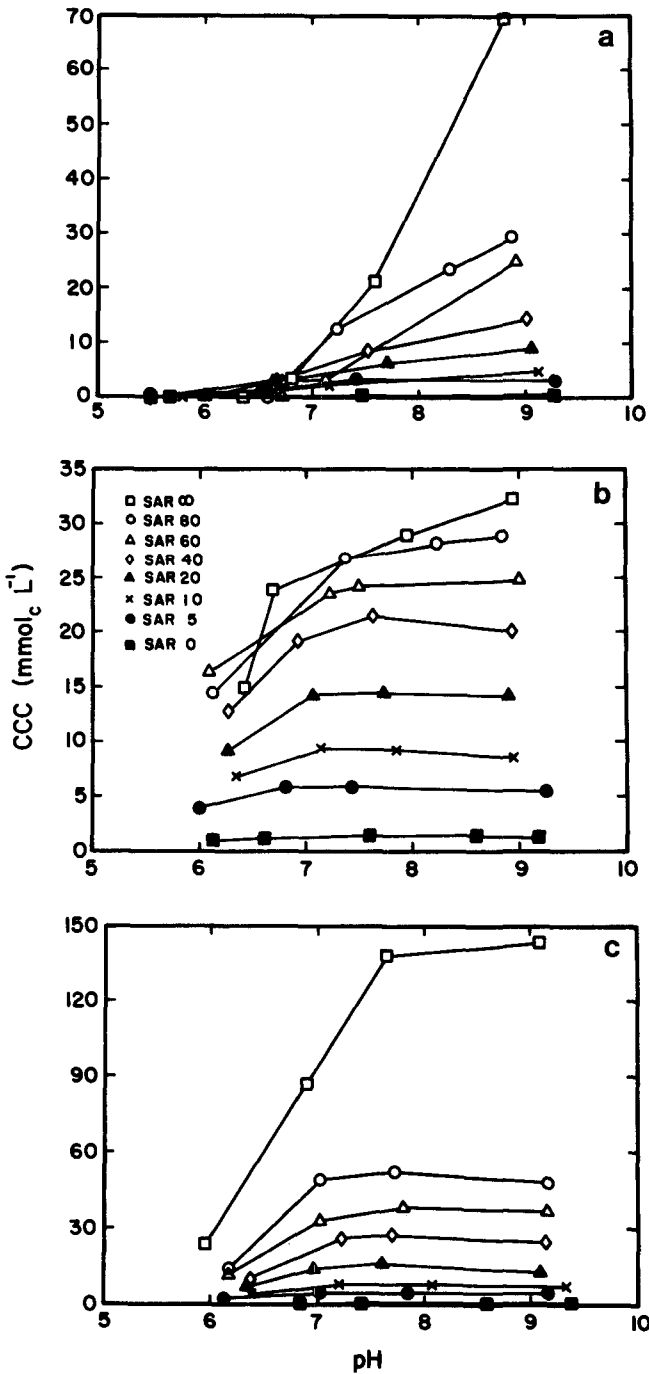 a
70
60
50
40
30
20
10
0
5 6 7 8 9 10
b
35
30
25
20
15
10
5
0
□ SAR ∞
○ SAR 80
△ SAR 60
◇ SAR 40
▲ SAR 20
× SAR 10
● SAR 5
■ SAR 0
CCC (mmol_c L⁻¹)
5 6 7 8 9 10
c
150
120
90
60
30
0
5 6 7 8 9 10
pH